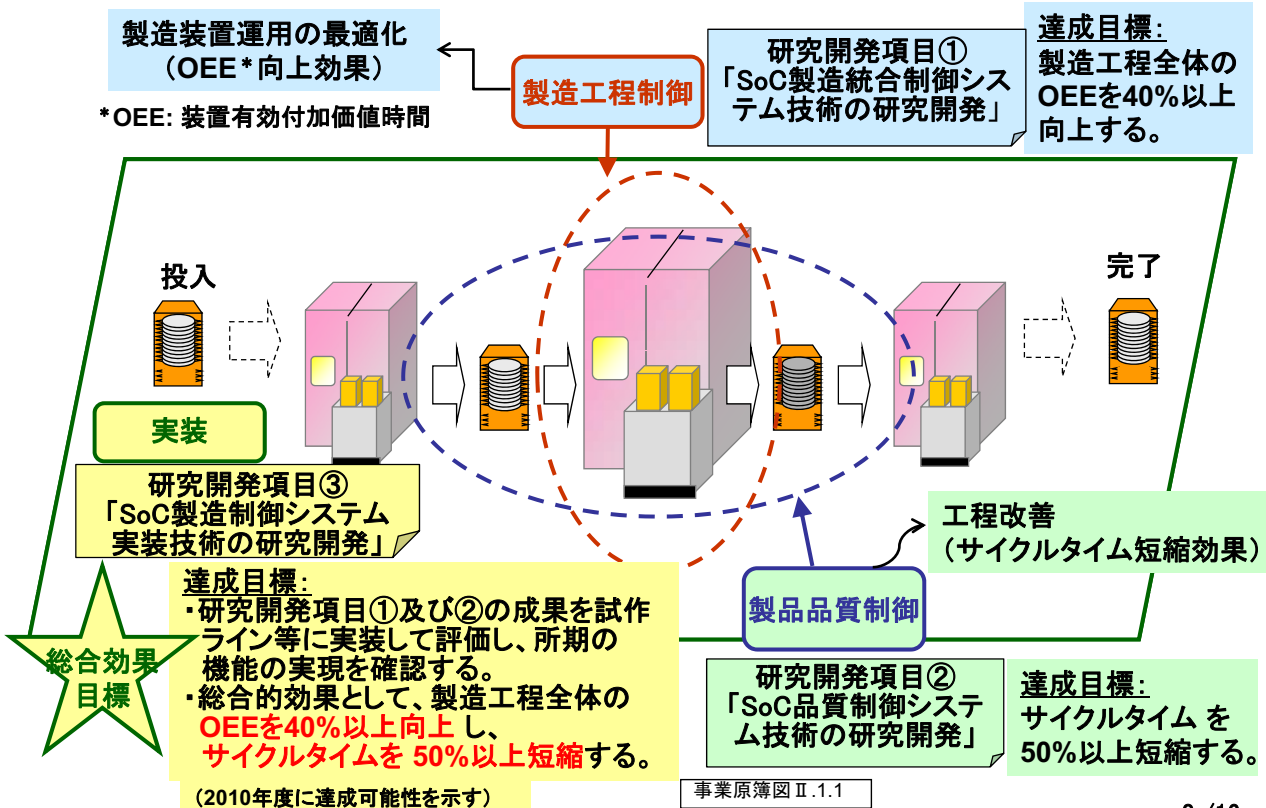 製造装置運用の最適化
（OEE*向上効果）
*OEE: 装置有効付加価値時間
製造工程制御
研究開発項目①
「SoC製造統合制御シス
テム技術の研究開発」
達成目標:
製造工程全体の
OEEを40%以上
向上する。
投入
完了
実装
研究開発項目③
「SoC製造制御システム
実装技術の研究開発」
工程改善
（サイクルタイム短縮効果）
総合効果
目標
達成目標:
・研究開発項目①及び②の成果を試作
ライン等に実装して評価し、所期の
機能の実現を確認する。
・総合的効果として、製造工程全体の
OEEを40%以上向上 し、
サイクルタイムを 50%以上短縮する。
（2010年度に達成可能性を示す）
製品品質制御
研究開発項目②
「SoC品質制御システ
ム技術の研究開発」
達成目標:
サイクルタイム を
50%以上短縮する。
事業原簿図Ⅱ.1.1